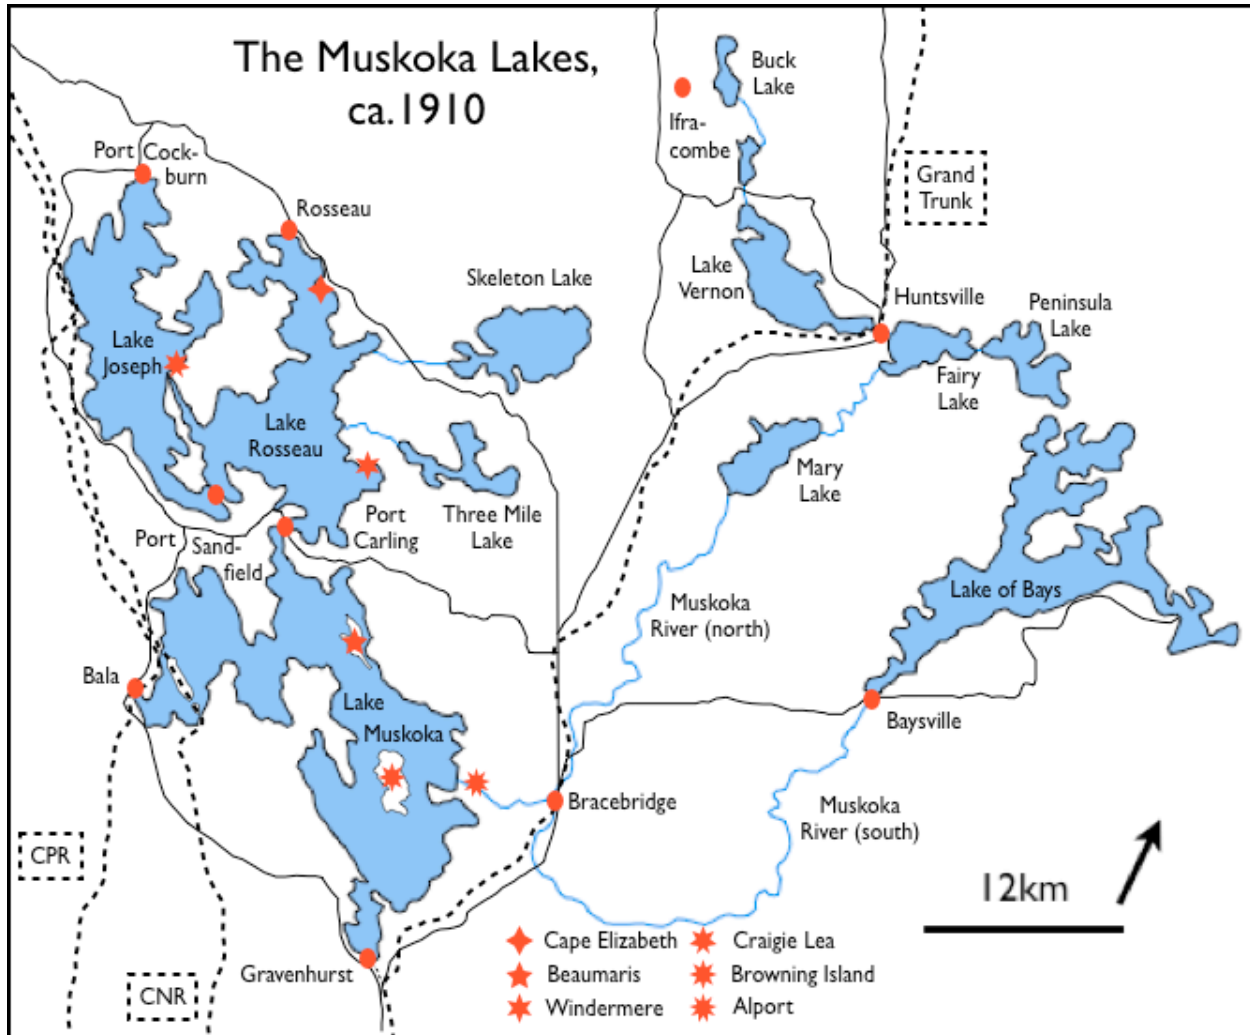 The Muskoka Lakes,
ca.1910
Buck
Lake
Ifra-
combe
Port Cock-
burn
Grand
Trunk
Rosseau
Skeleton Lake
Lake
Vernon
Huntsville
Peninsula
Lake
Lake
Joseph
Fairy
Lake
Lake
Rosseau
Mary
Lake
Three Mile
Lake
Port
Carling
Port
Sand-
field
Lake of Bays
Muskoka
River (north)
Bala
Lake
Muskoka
Baysville
Bracebridge
Muskoka
River (south)
CPR
12km
Cape Elizabeth
Craigie Lea
Beaumaris
Browning Island
Windermere
Alport
Gravenhurst
CNR